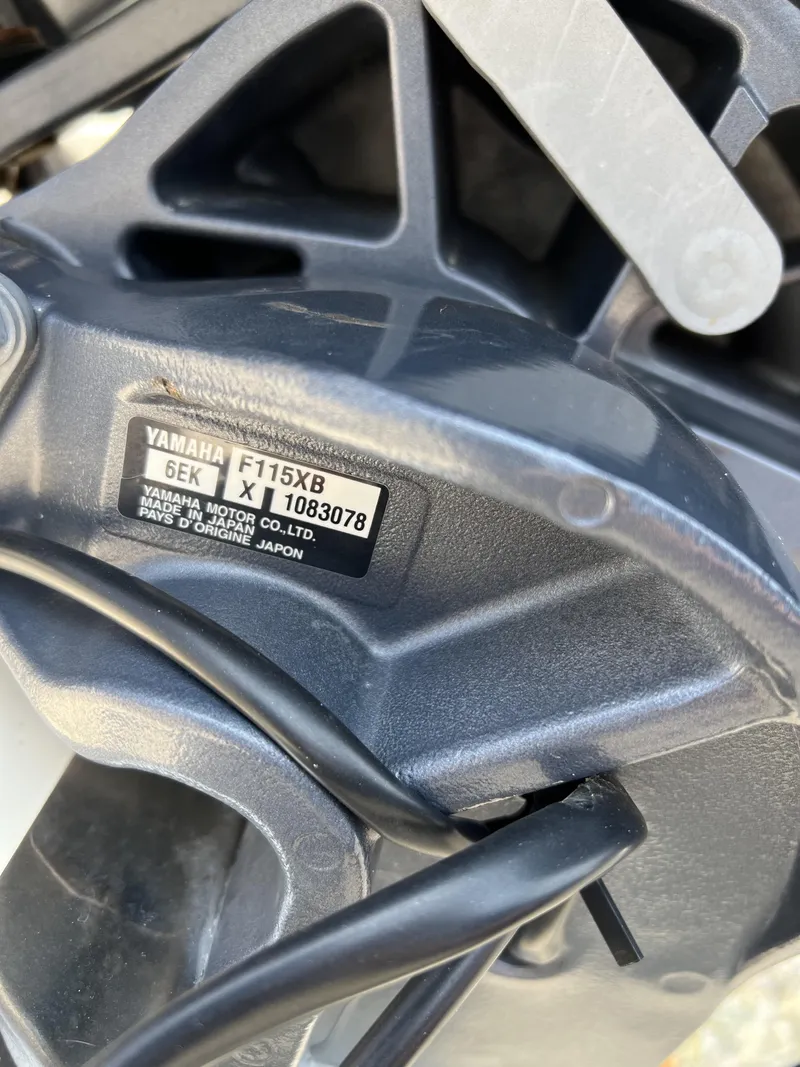 YAMAHA F115XB
6EK X 1083078
YAMAHA MOTOR CO.,LTD.
MADE IN JAPAN
PAYS D'ORIGINE JAPON